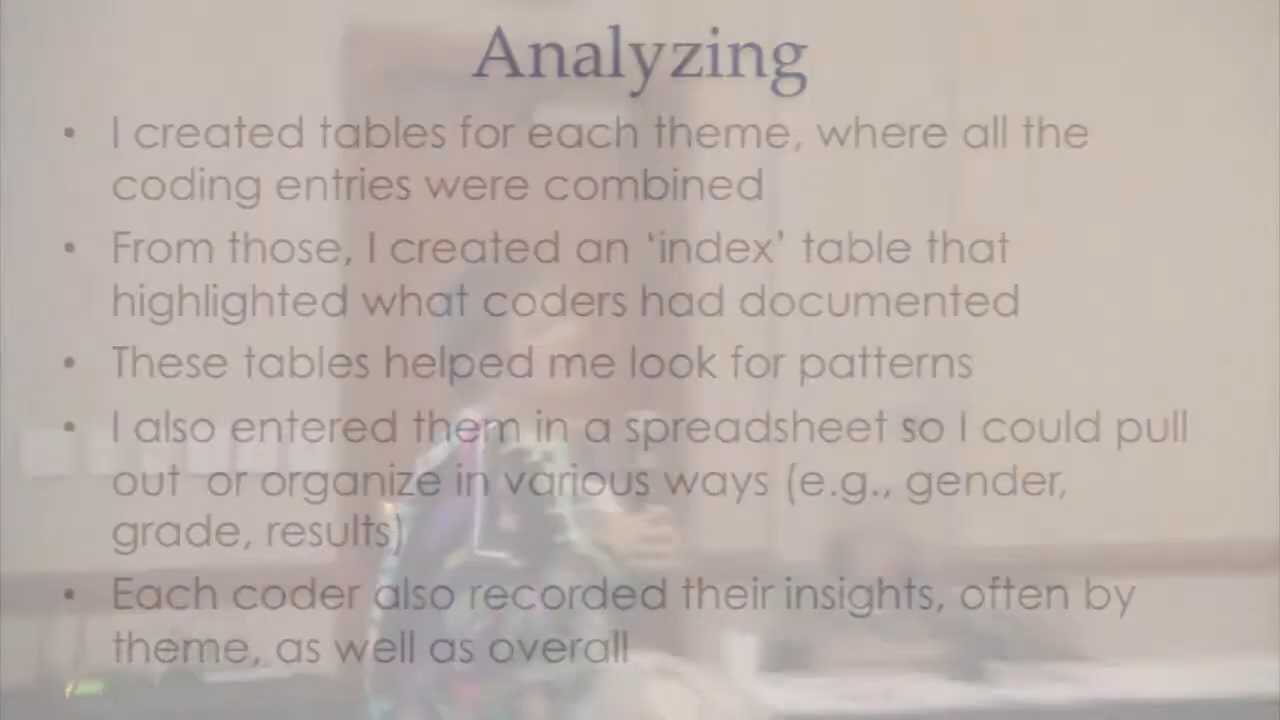 Analyzing
• I created tables for each theme, where all the
coding entries were combined
• From those, I created an ‘index’ table that
highlighted what coders had documented
• These tables helped me look for patterns
• I also entered them in a spreadsheet so I could pull
out or organize in various ways (e.g., gender,
grade, results)
• Each coder also recorded their insights, often by
theme, as well as overall